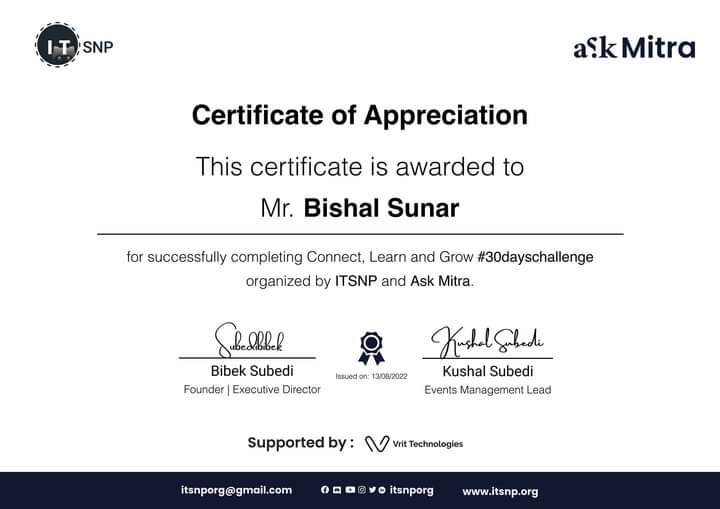 I.T SNP
ask Mitra
Certificate of Appreciation
This certificate is awarded to
Mr. Bishal Sunar
for successfully completing Connect, Learn and Grow #30dayschallenge
organized by ITSNP and Ask Mitra.
Subedibibek
Kushal Subedi
Bibek Subedi
Founder | Executive Director
Issued on: 13/08/2022
Kushal Subedi
Events Management Lead
Supported by : Vrit Technologies
itsnporg@gmail.com itsnporg www.itsnp.org